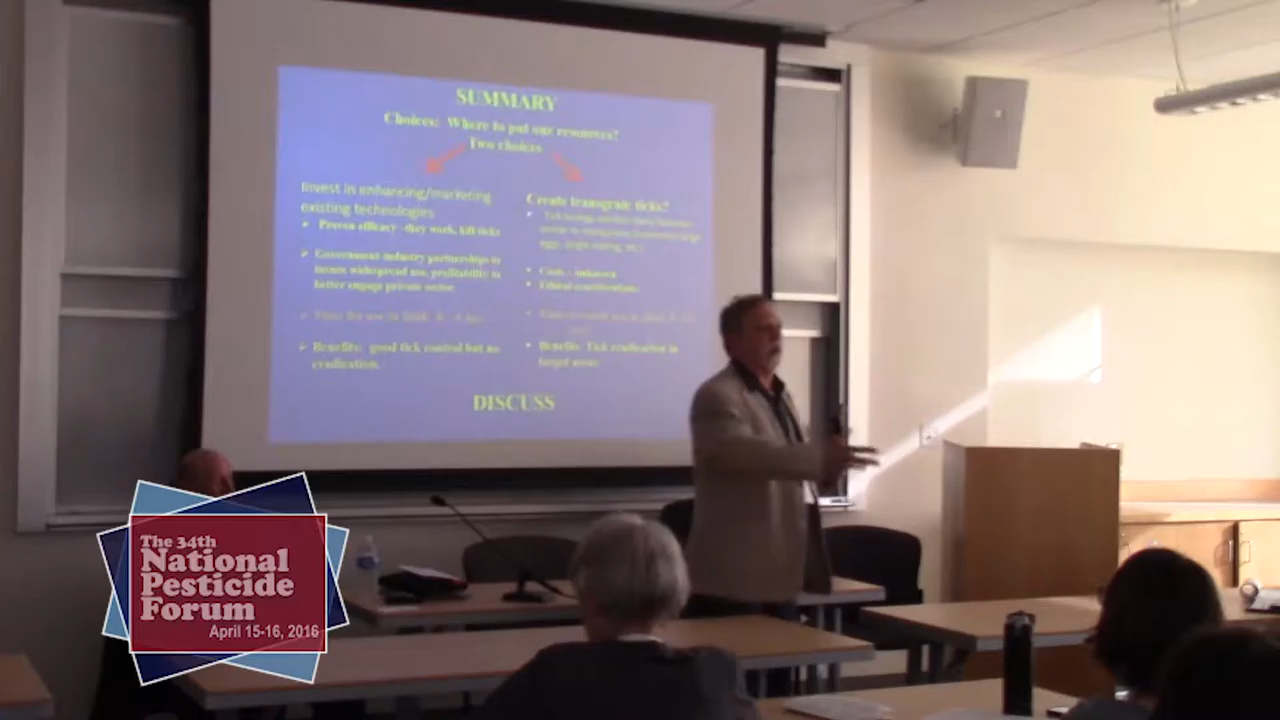 SUMMARY
Choices: Where to put our resources?
Two choices
Invest in enhancing/marketing
existing technologies
Proven efficacy - they work, kill ticks
Government-industry partnerships to
insure widespread use, profitability to
better engage private sector
Benefits: good tick control but no
eradication.
Create transgenic ticks?
Costs - unknown
Ethical considerations.
Benefits: Tick eradication in
target areas
DISCUSS
The 34th
National
Pesticide
Forum
April 15-16, 2016